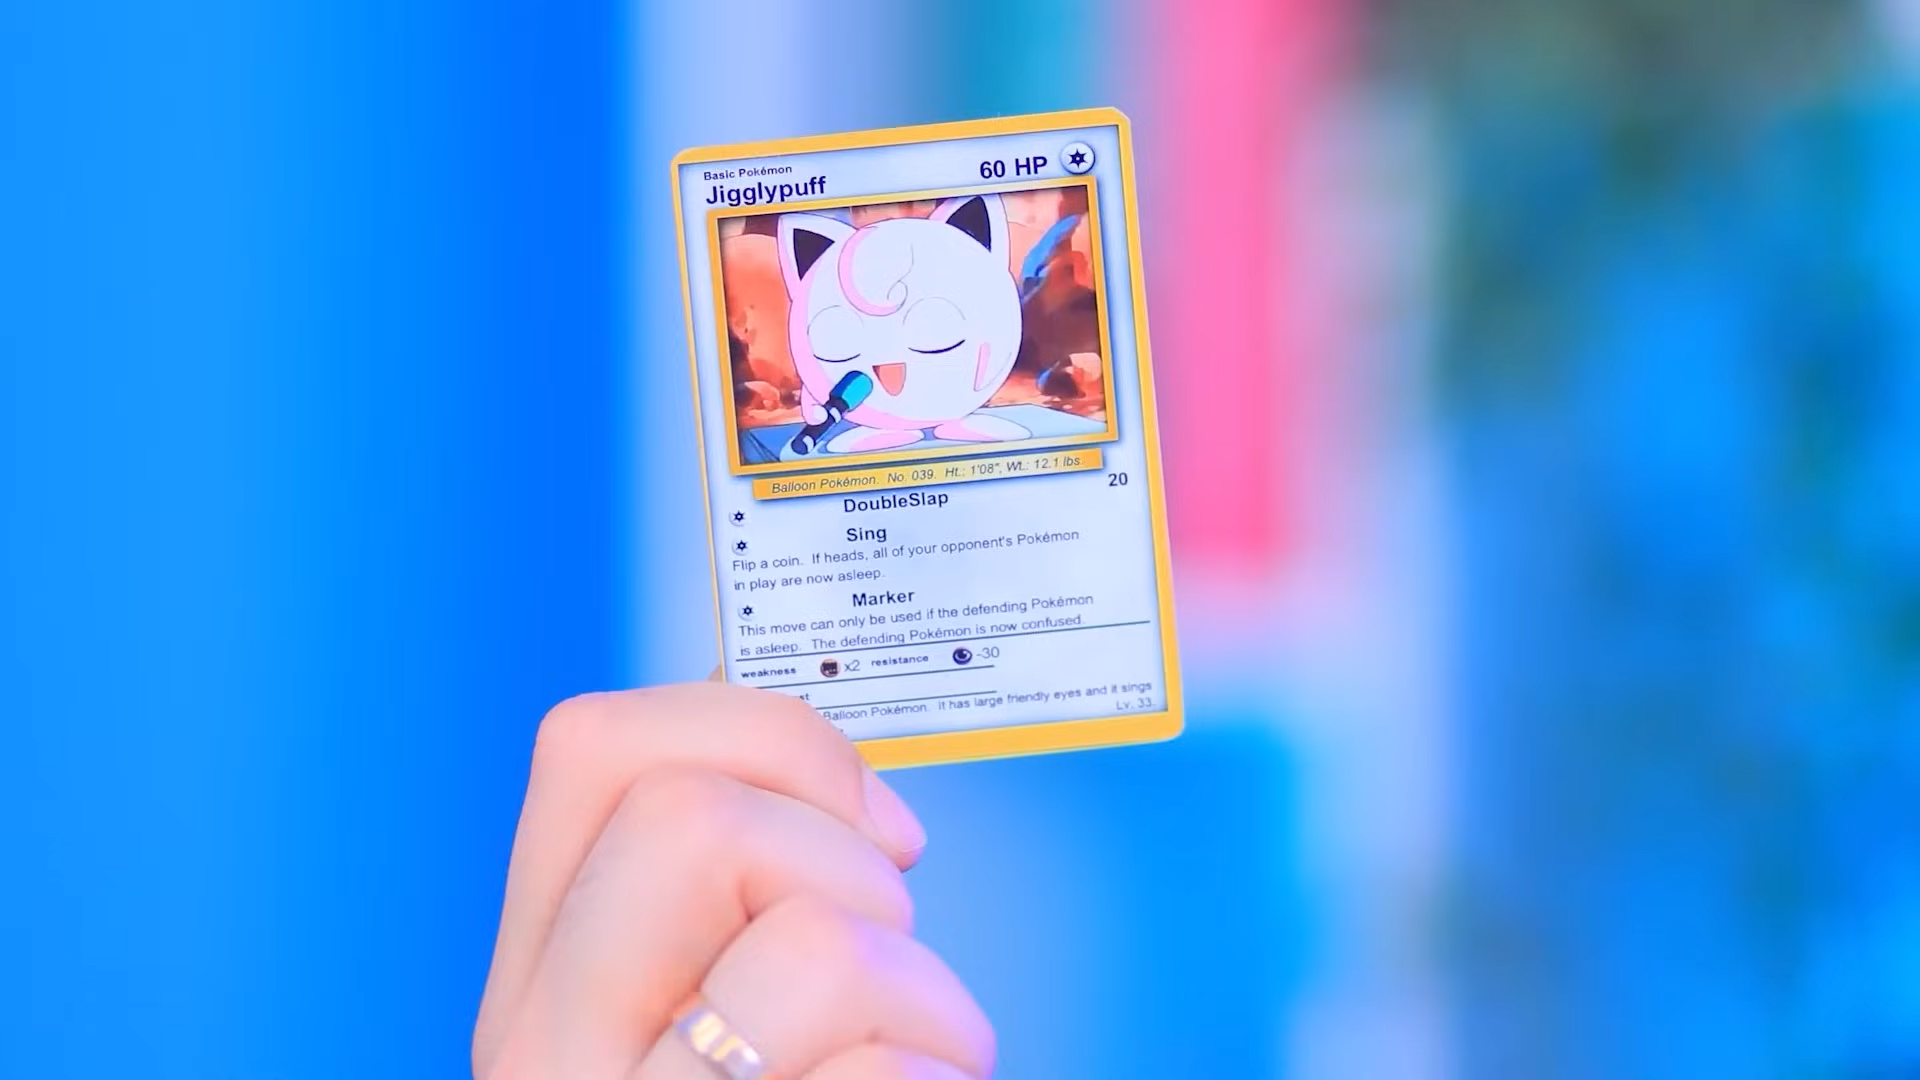 Basic Pokémon
Jigglypuff
60 HP
Balloon Pokémon. No. 039. Ht.: 1'08", Wt.: 12.1 lbs.
DoubleSlap
20
Sing
Flip a coin. If heads, all of your opponent's Pokémon
in play are now asleep.
Marker
This move can only be used if the defending Pokémon
is asleep. The defending Pokémon is now confused.
weakness x2 resistance -30
Balloon Pokémon. It has large friendly eyes and it sings
Lv. 33.